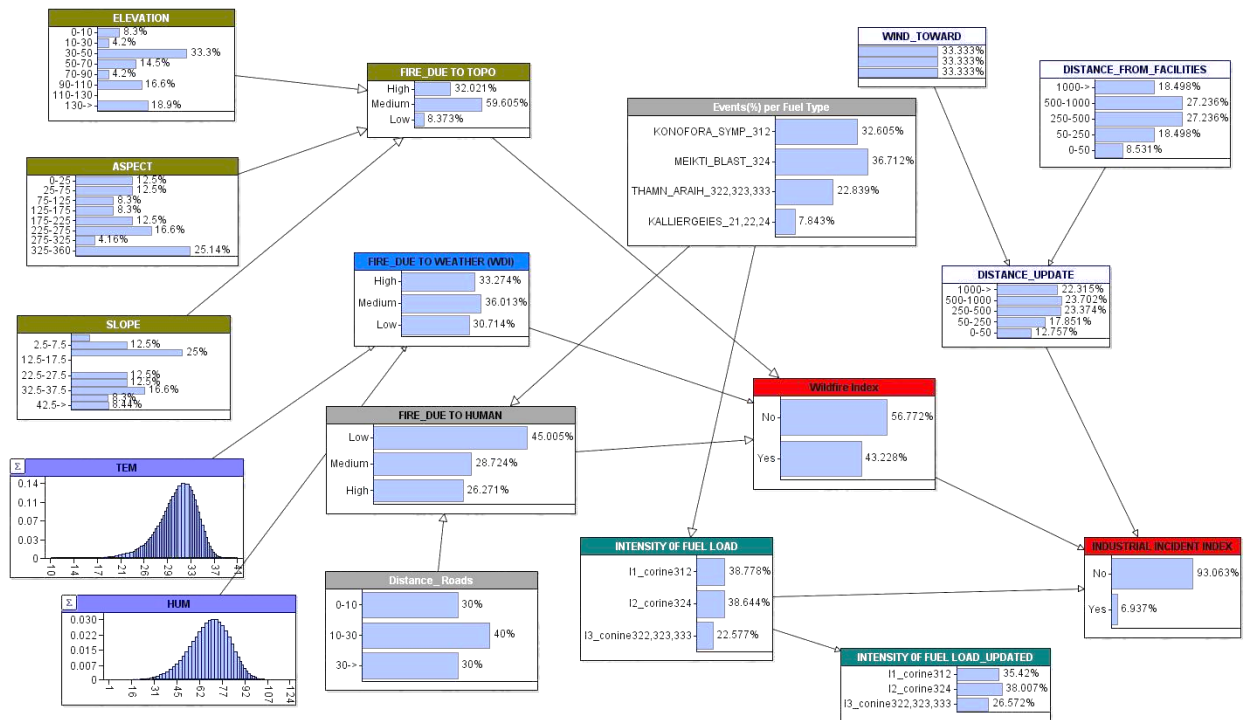 ELEVATION
0-10 8.3%
10-30 4.2%
30-50 33.3%
50-70 14.5%
70-90 4.2%
90-110 16.6%
110-130
130-> 18.9%
ASPECT
0-25 12.5%
25-75 12.5%
75-125 8.3%
125-175 8.3%
175-225 12.5%
225-275 16.6%
275-325 4.16%
325-360 25.14%
SLOPE
2.5-7.5 12.5%
25%
12.5-17.5
22.5-27.5 12.5%
12.5%
32.5-37.5 16.6%
8.3%
42.5-> 8.44%
Σ TEM
0.14
0.11
0.07
0.03
0
10 14 17 21 26 29 33 37 41 44
Σ HUM
0.030
0.022
0.015
0.007
0.000
1 16 31 45 62 77 92 107 124
FIRE_DUE TO TOPO
High 32.021%
Medium 59.605%
Low 8.373%
FIRE_DUE TO WEATHER (WDI)
High 33.274%
Medium 36.013%
Low 30.714%
FIRE_DUE TO HUMAN
Low 45.005%
Medium 28.724%
High 26.271%
Distance_ Roads
0-10 30%
10-30 40%
30-> 30%
Events(%) per Fuel Type
KONOFORA_SYMP_312 32.605%
MEIKTI_BLAST_324 36.712%
THAMN_ARAIH_322,323,333 22.839%
KALLIERGEIES_21,22,24 7.843%
WIND_TOWARD
33.333%
33.333%
33.333%
DISTANCE_FROM_FACILITIES
1000-> 18.498%
500-1000 27.236%
250-500 27.236%
50-250 18.498%
0-50 8.531%
DISTANCE_UPDATE
1000-> 22.315%
500-1000 23.702%
250-500 23.374%
50-250 17.851%
0-50 12.757%
Wildfire Index
No 56.772%
Yes 43.228%
INTENSITY OF FUEL LOAD
I1_corine312 38.778%
I2_corine324 38.644%
I3_conine322,323,333 22.577%
INDUSTRIAL INCIDENT INDEX
No 93.063%
Yes 6.937%
INTENSITY 0F FUEL LOAD_UPDATED
I1_corine312 35.42%
I2_corine324 38.007%
I3_corine322,323,333 26.572%